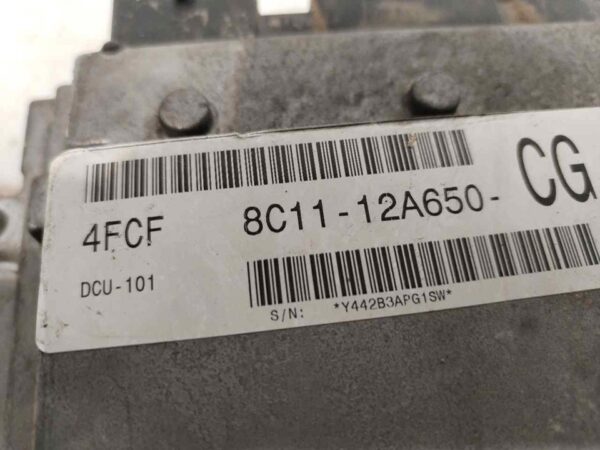 4FCF 8C11-12A650-CG
DCU-101
S/N: *Y442B3APG1SW*